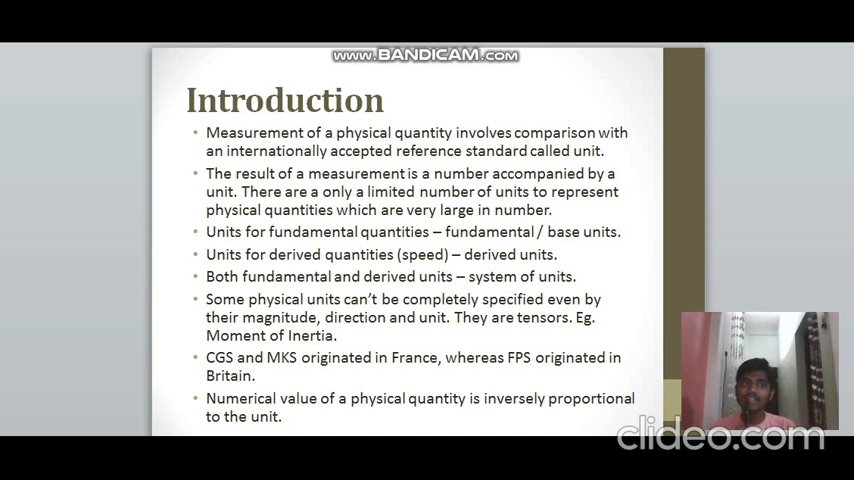 www.BANDICAM.com
Introduction
• Measurement of a physical quantity involves comparison with
an internationally accepted reference standard called unit.
• The result of a measurement is a number accompanied by a
unit. There are a only a limited number of units to represent
physical quantities which are very large in number.
• Units for fundamental quantities – fundamental / base units.
• Units for derived quantities (speed) – derived units.
• Both fundamental and derived units – system of units.
• Some physical units can't be completely specified even by
their magnitude, direction and unit. They are tensors. Eg.
Moment of Inertia.
• CGS and MKS originated in France, whereas FPS originated in
Britain.
• Numerical value of a physical quantity is inversely proportional
to the unit.
clideo.com